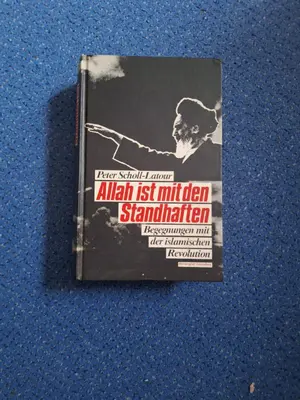 Peter Scholl-Latour
Allah ist mit den
Standhaften
Begegnungen mit
der islamischen
Revolution